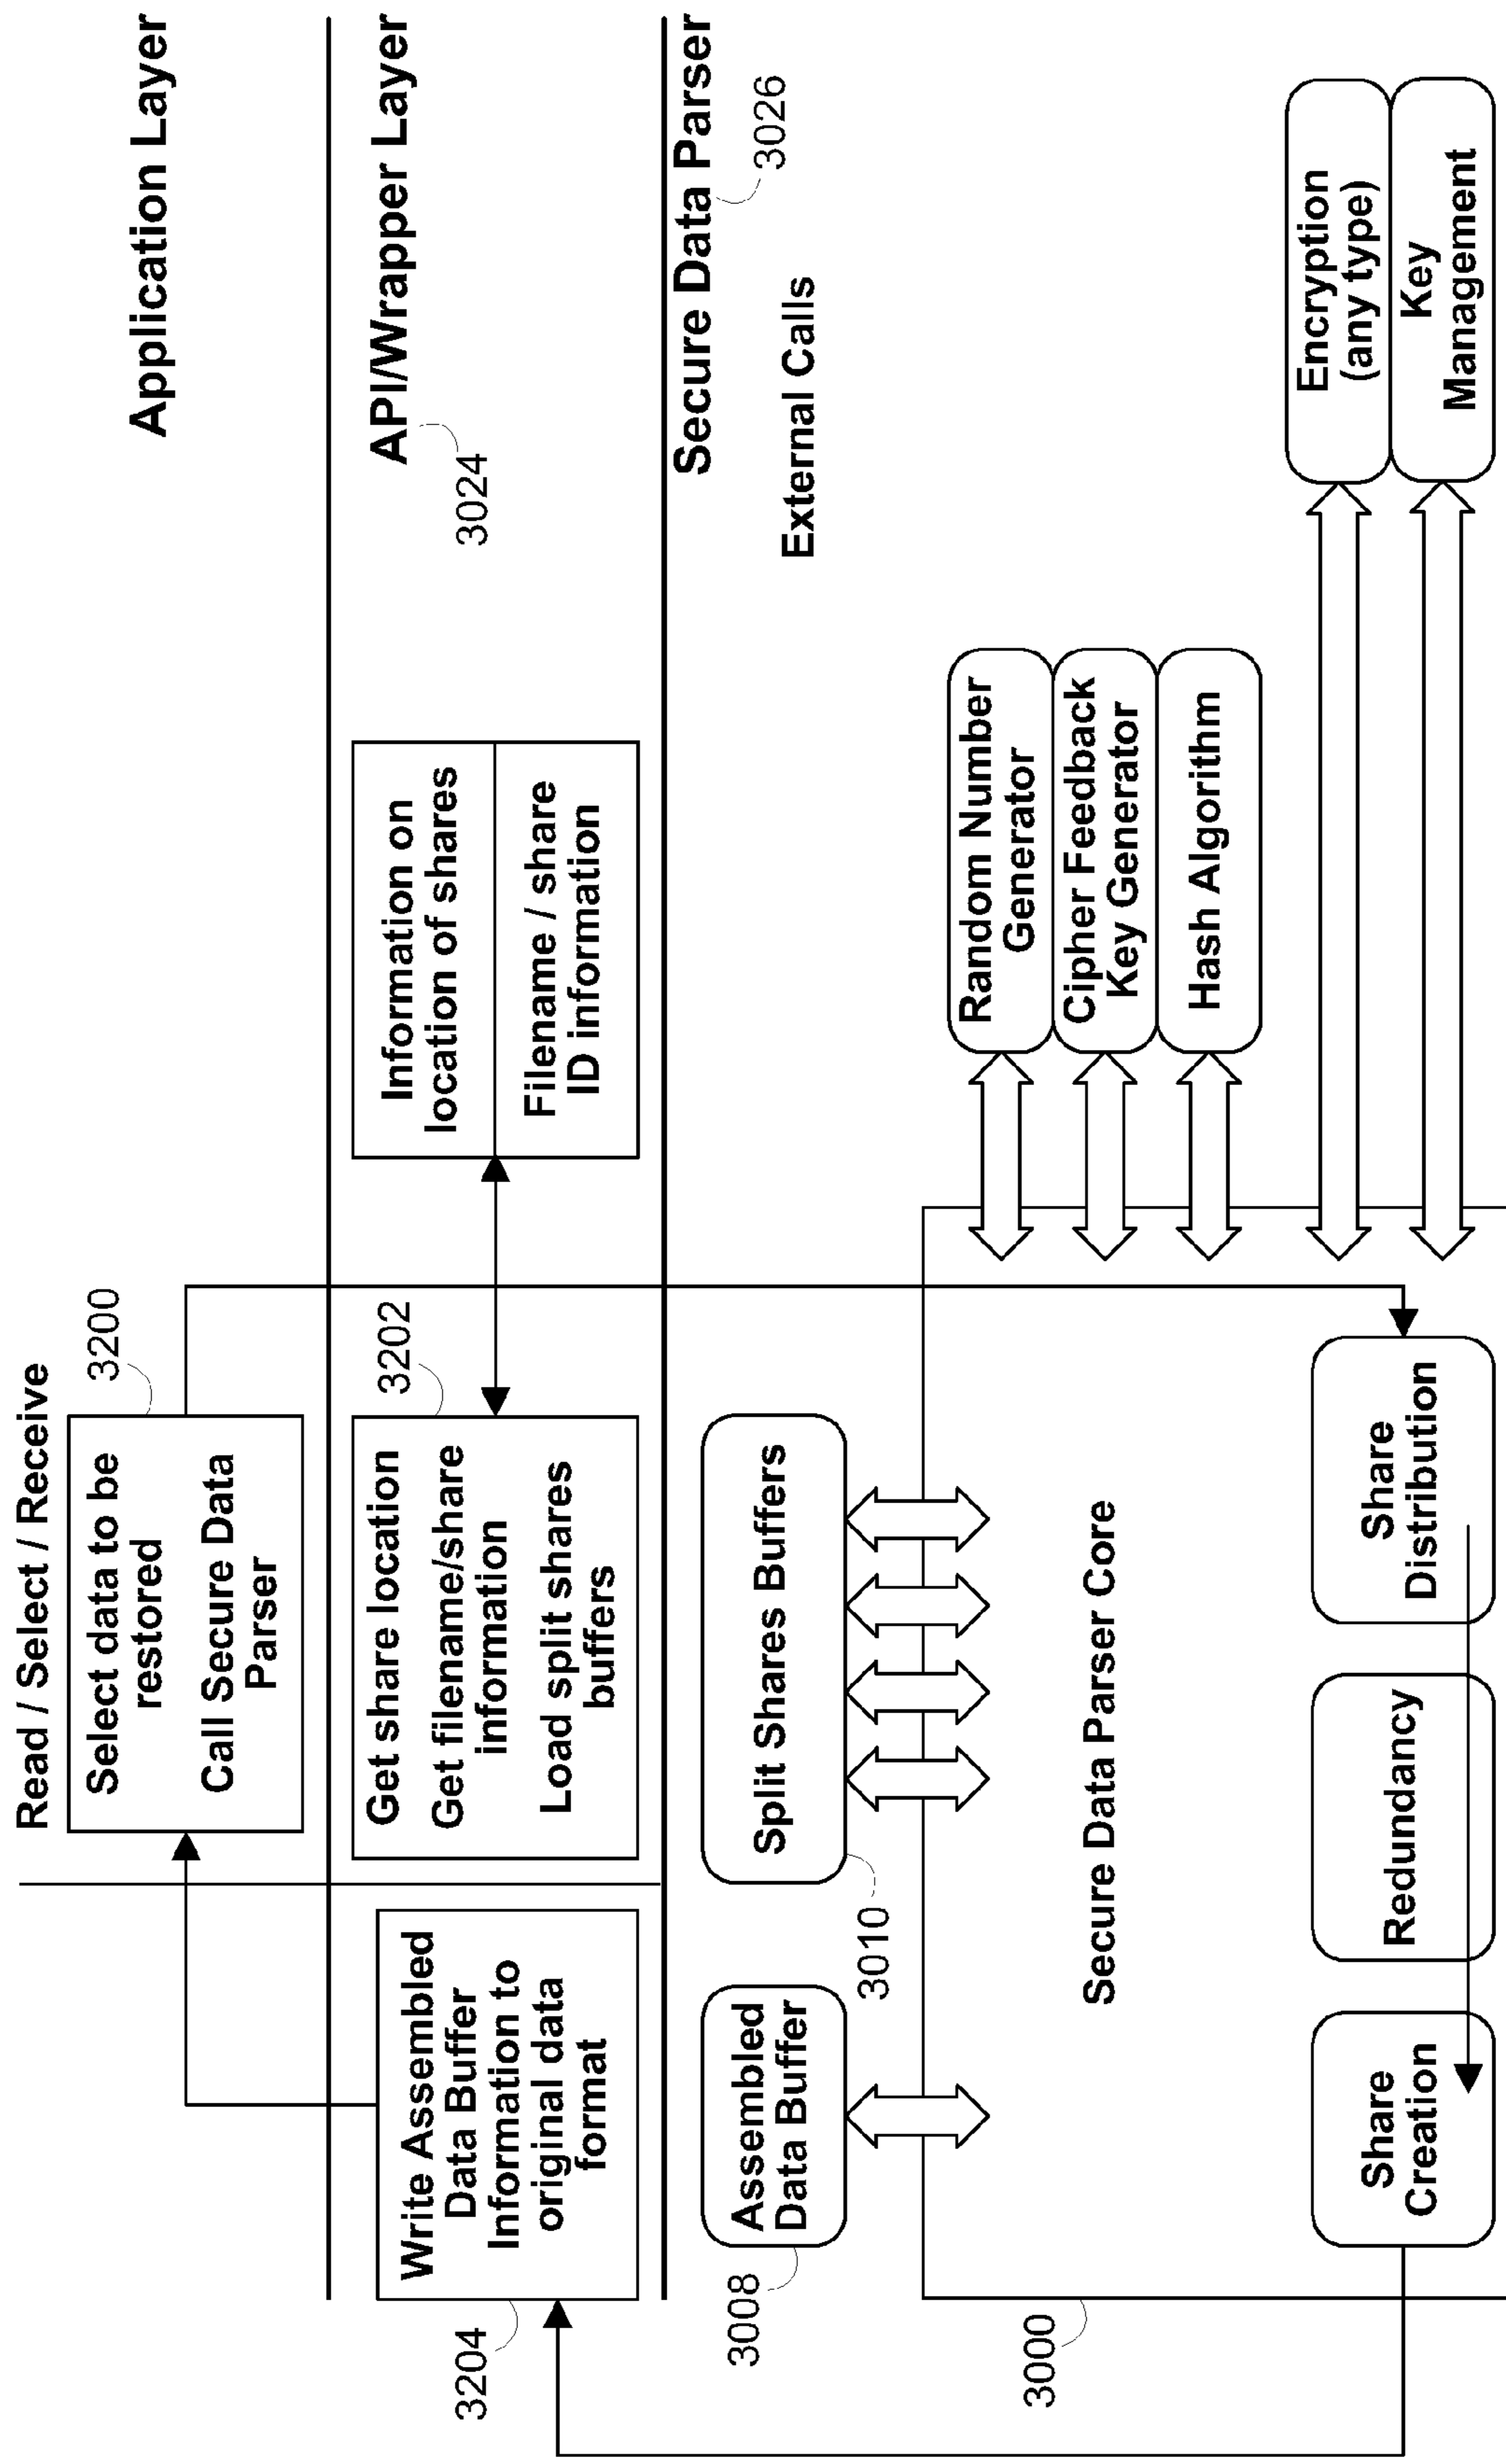 Read / Select / Receive
Application Layer
3200
Select data to be
restored
Call Secure Data
Parser
API/Wrapper Layer
3024
3204
Write Assembled
Data Buffer
Information to
original data
format
3202
Get share location
Get filename/share
information
Load split shares
buffers
Information on
location of shares
Filename / share
ID information
Secure Data Parser
3026
External Calls
3008
Assembled
Data Buffer
3010
Split Shares Buffers
3000
Secure Data Parser Core
Random Number
Generator
Cipher Feedback
Key Generator
Hash Algorithm
Share
Creation
Redundancy
Share
Distribution
Encryption
(any type)
Key
Management